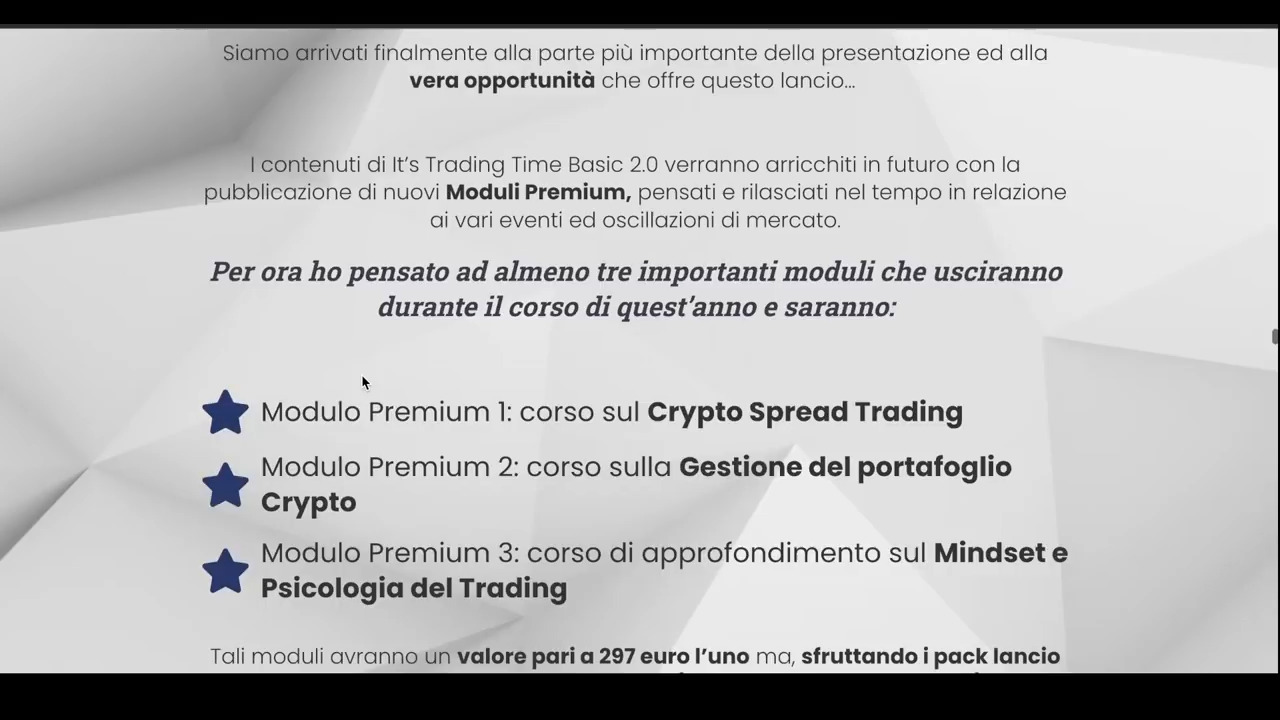 Siamo arrivati finalmente alla parte più importante della presentazione ed alla
vera opportunità che offre questo lancio...
I contenuti di It's Trading Time Basic 2.0 verranno arricchiti in futuro con la
pubblicazione di nuovi Moduli Premium, pensati e rilasciati nel tempo in relazione
ai vari eventi ed oscillazioni di mercato.
Per ora ho pensato ad almeno tre importanti moduli che usciranno
durante il corso di quest'anno e saranno:
Modulo Premium 1: corso sul Crypto Spread Trading
Modulo Premium 2: corso sulla Gestione del portafoglio
Crypto
Modulo Premium 3: corso di approfondimento sul Mindset e
Psicologia del Trading
Tali moduli avranno un valore pari a 297 euro l'uno ma, sfruttando i pack lancio